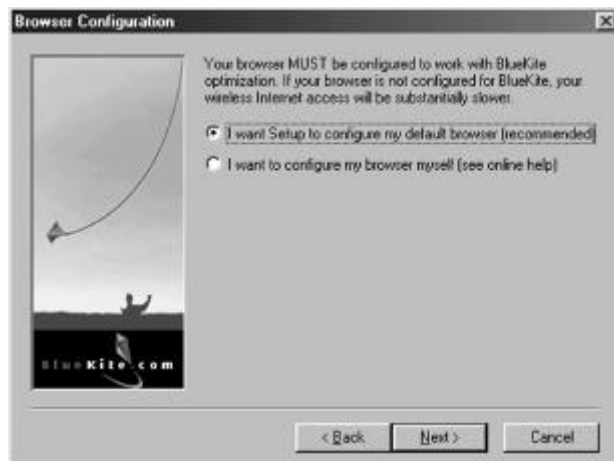 Browser Configuration
Your browser MUST be configured to work with BlueKite
optimization. If your browser is not configured for BlueKite, your
wireless Internet access will be substantially slower.
I want Setup to configure my default browser (recommended)
I want to configure my browser myself (see online help)
BlueKite.com
< Back
Next >
Cancel